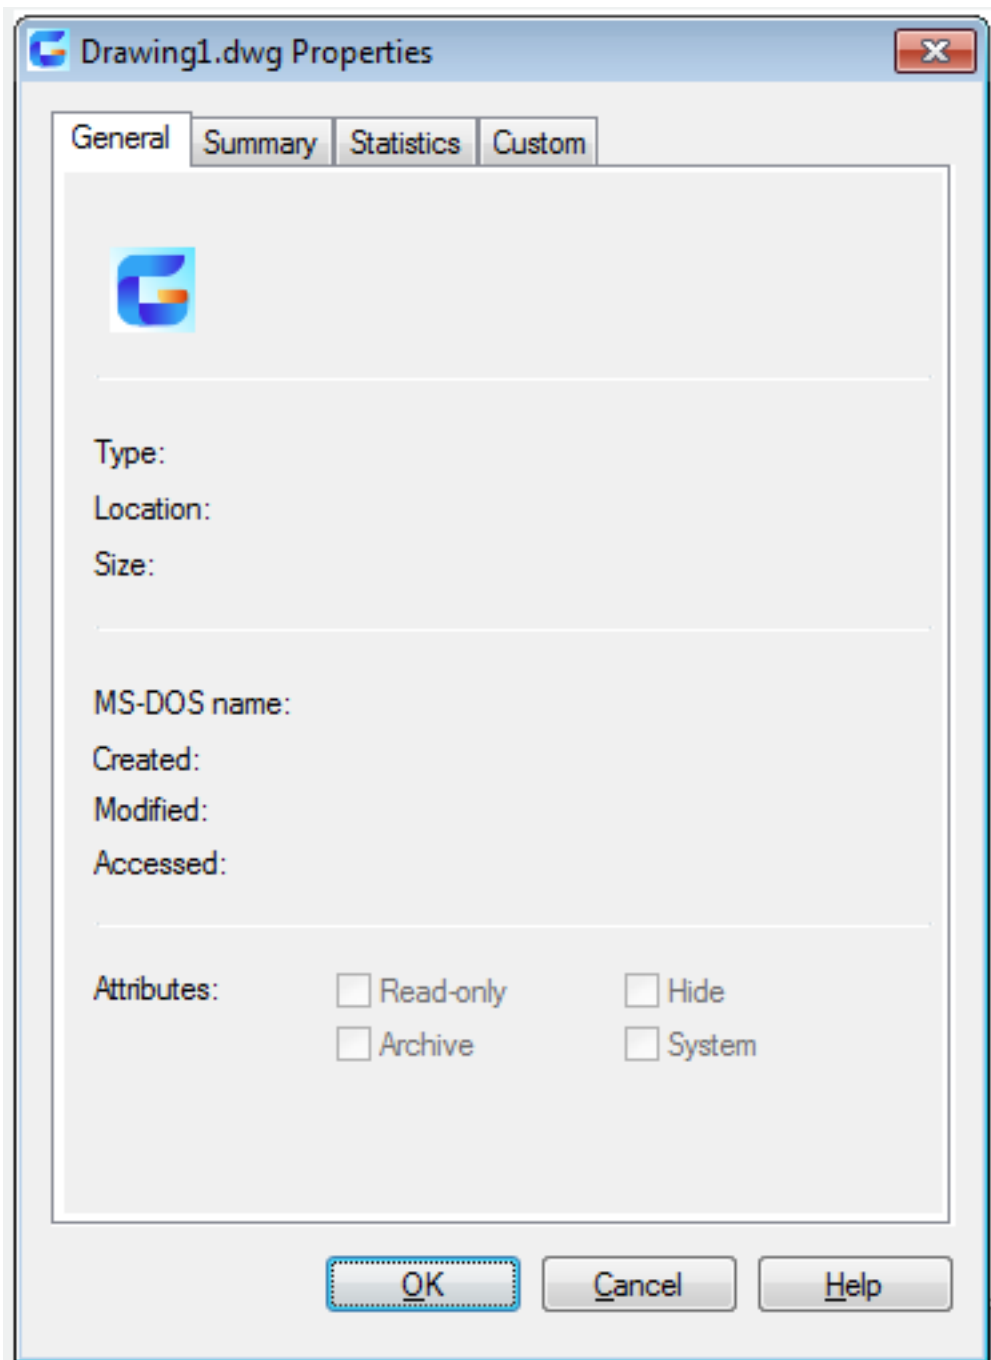 Drawing1.dwg Properties
General Summary Statistics Custom
Type:
Location:
Size:
MS-DOS name:
Created:
Modified:
Accessed:
Attributes: Read-only Hide
Archive System
OK Cancel Help